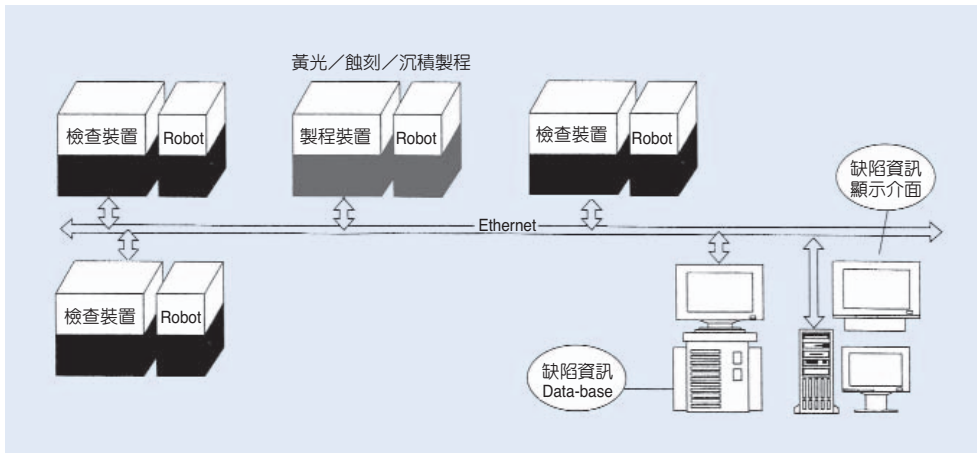 黃光／蝕刻／沉積製程
檢查裝置
Robot
製程裝置
Robot
檢查裝置
Robot
缺陷資訊
顯示介面
Ethernet
檢查裝置
Robot
缺陷資訊
Data-base